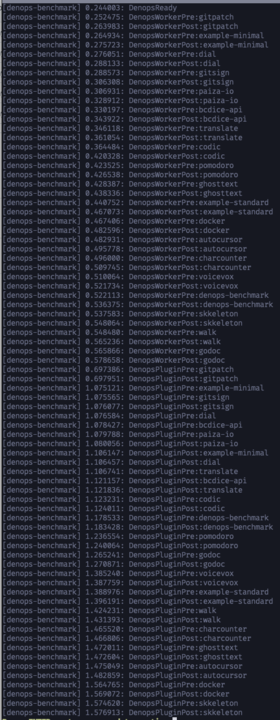 [denops-benchmark] 0.244003: DenopsReady
[denops-benchmark] 0.252475: DenopsWorkerPre:gitpatch
[denops-benchmark] 0.263983: DenopsWorkerPost:gitpatch
[denops-benchmark] 0.264934: DenopsWorkerPre:example-minimal
[denops-benchmark] 0.275723: DenopsWorkerPost:example-minimal
[denops-benchmark] 0.276051: DenopsWorkerPre:dial
[denops-benchmark] 0.288133: DenopsWorkerPost:dial
[denops-benchmark] 0.288573: DenopsWorkerPre:gitsign
[denops-benchmark] 0.306308: DenopsWorkerPost:gitsign
[denops-benchmark] 0.306931: DenopsWorkerPre:paiza-io
[denops-benchmark] 0.328912: DenopsWorkerPost:paiza-io
[denops-benchmark] 0.330197: DenopsWorkerPre:bcdice-api
[denops-benchmark] 0.343922: DenopsWorkerPost:bcdice-api
[denops-benchmark] 0.346118: DenopsWorkerPre:translate
[denops-benchmark] 0.361054: DenopsWorkerPost:translate
[denops-benchmark] 0.364484: DenopsWorkerPre:codic
[denops-benchmark] 0.420328: DenopsWorkerPost:codic
[denops-benchmark] 0.423525: DenopsWorkerPre:pomodoro
[denops-benchmark] 0.426538: DenopsWorkerPost:pomodoro
[denops-benchmark] 0.428387: DenopsWorkerPre:ghosttext
[denops-benchmark] 0.438336: DenopsWorkerPost:ghosttext
[denops-benchmark] 0.440752: DenopsWorkerPre:example-standard
[denops-benchmark] 0.467073: DenopsWorkerPost:example-standard
[denops-benchmark] 0.467406: DenopsWorkerPre:docker
[denops-benchmark] 0.482596: DenopsWorkerPost:docker
[denops-benchmark] 0.482931: DenopsWorkerPre:autocursor
[denops-benchmark] 0.495778: DenopsWorkerPost:autocursor
[denops-benchmark] 0.496000: DenopsWorkerPre:charcounter
[denops-benchmark] 0.509745: DenopsWorkerPost:charcounter
[denops-benchmark] 0.510064: DenopsWorkerPre:voicevox
[denops-benchmark] 0.521734: DenopsWorkerPost:voicevox
[denops-benchmark] 0.522113: DenopsWorkerPre:denops-benchmark
[denops-benchmark] 0.536375: DenopsWorkerPost:denops-benchmark
[denops-benchmark] 0.537583: DenopsWorkerPre:skkeleton
[denops-benchmark] 0.548064: DenopsWorkerPost:skkeleton
[denops-benchmark] 0.548480: DenopsWorkerPre:walk
[denops-benchmark] 0.565236: DenopsWorkerPost:walk
[denops-benchmark] 0.565866: DenopsWorkerPre:godoc
[denops-benchmark] 0.578658: DenopsWorkerPost:godoc
[denops-benchmark] 0.697386: DenopsPluginPre:gitpatch
[denops-benchmark] 0.697951: DenopsPluginPost:gitpatch
[denops-benchmark] 1.075121: DenopsPluginPre:example-minimal
[denops-benchmark] 1.075565: DenopsPluginPre:gitsign
[denops-benchmark] 1.076077: DenopsPluginPost:gitsign
[denops-benchmark] 1.076584: DenopsPluginPre:dial
[denops-benchmark] 1.078427: DenopsPluginPre:bcdice-api
[denops-benchmark] 1.079788: DenopsPluginPre:paiza-io
[denops-benchmark] 1.080056: DenopsPluginPost:paiza-io
[denops-benchmark] 1.106147: DenopsPluginPost:example-minimal
[denops-benchmark] 1.106457: DenopsPluginPost:dial
[denops-benchmark] 1.106741: DenopsPluginPre:translate
[denops-benchmark] 1.121157: DenopsPluginPost:bcdice-api
[denops-benchmark] 1.121836: DenopsPluginPost:translate
[denops-benchmark] 1.123231: DenopsPluginPre:codic
[denops-benchmark] 1.124011: DenopsPluginPost:codic
[denops-benchmark] 1.178533: DenopsPluginPre:denops-benchmark
[denops-benchmark] 1.183428: DenopsPluginPost:denops-benchmark
[denops-benchmark] 1.236554: DenopsPluginPre:pomodoro
[denops-benchmark] 1.240064: DenopsPluginPost:pomodoro
[denops-benchmark] 1.265241: DenopsPluginPre:godoc
[denops-benchmark] 1.270871: DenopsPluginPost:godoc
[denops-benchmark] 1.385248: DenopsPluginPre:voicevox
[denops-benchmark] 1.387759: DenopsPluginPost:voicevox
[denops-benchmark] 1.388976: DenopsPluginPre:example-standard
[denops-benchmark] 1.396191: DenopsPluginPost:example-standard
[denops-benchmark] 1.424231: DenopsPluginPre:walk
[denops-benchmark] 1.431393: DenopsPluginPost:walk
[denops-benchmark] 1.465520: DenopsPluginPre:charcounter
[denops-benchmark] 1.466806: DenopsPluginPost:charcounter
[denops-benchmark] 1.472011: DenopsPluginPre:ghosttext
[denops-benchmark] 1.472604: DenopsPluginPost:ghosttext
[denops-benchmark] 1.475049: DenopsPluginPre:autocursor
[denops-benchmark] 1.482859: DenopsPluginPost:autocursor
[denops-benchmark] 1.564765: DenopsPluginPre:docker
[denops-benchmark] 1.569072: DenopsPluginPost:docker
[denops-benchmark] 1.574620: DenopsPluginPre:skkeleton
[denops-benchmark] 1.576913: DenopsPluginPost:skkeleton